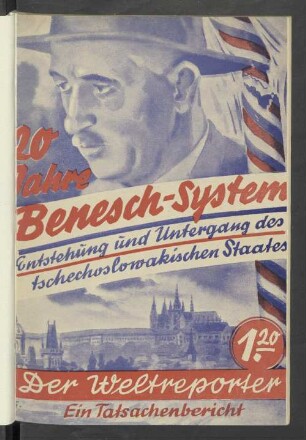 20
Jahre
Benesch-System
Entstehung und Untergang des
tschechoslowakischen Staates
1.20
Der Weltreporter
Ein Tatsachenbericht